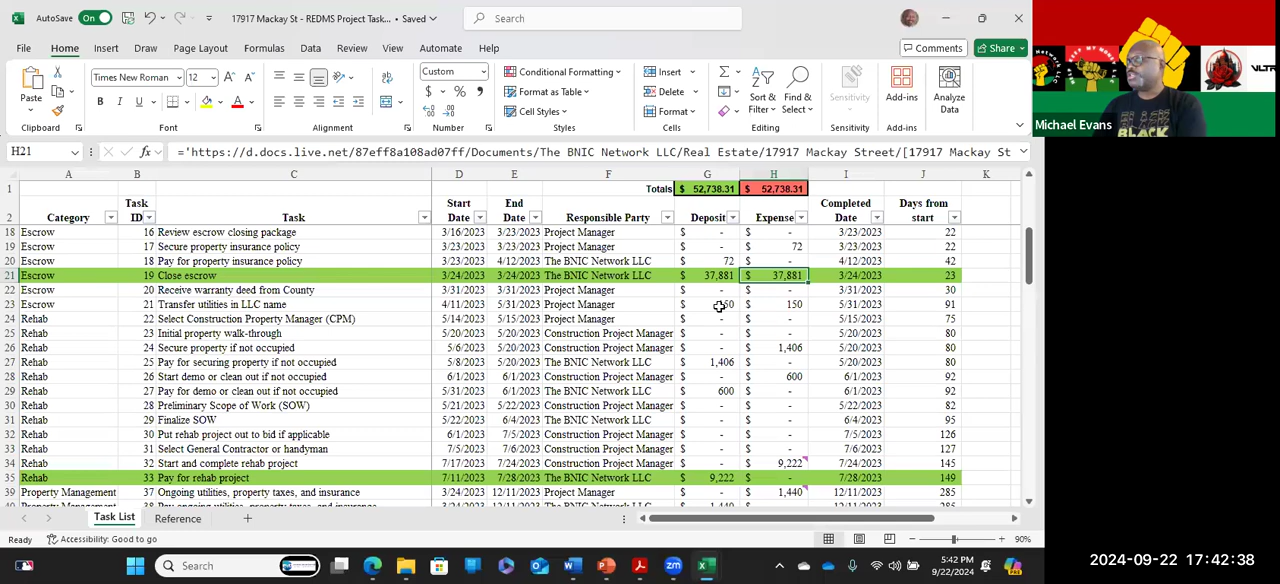 AutoSave On 17917 Mackay St - REDMS Project Task... • Saved Search
File Home Insert Draw Page Layout Formulas Data Review View Automate Help Comments Share
Paste Times New Roman 12 Custom Conditional Formatting Insert Sort & Find & Sensitivity Add-ins Analyze
B I U A $ % Format as Table Delete Filter Select Data
Cell Styles Format
Clipboard Font Alignment Number Styles Cells Editing Sensitivity Add-ins
Michael Evans
BLACK
VLTR
H21 fx ='https://d.docs.live.net/87eff8a108ad07ff/Documents/The BNIC Network LLC/Real Estate/17917 Mackay Street/[17917 Mackay St
A B C D E F G H I J K
1 Totals $ 52,738.31 $ 52,738.31
2 Category Task ID Task Start Date End Date Responsible Party Deposit Expense Completed Date Days from start
18 Escrow 16 Review escrow closing package 3/16/2023 3/23/2023 Project Manager $ - $ - 3/23/2023 22
19 Escrow 17 Secure property insurance policy 3/23/2023 3/23/2023 Project Manager $ - $ 72 3/23/2023 22
20 Escrow 18 Pay for property insurance policy 3/23/2023 4/12/2023 The BNIC Network LLC $ 72 $ - 4/12/2023 42
21 Escrow 19 Close escrow 3/24/2023 3/24/2023 The BNIC Network LLC $ 37,881 $ 37,881 3/24/2023 23
22 Escrow 20 Receive warranty deed from County 3/31/2023 3/31/2023 Project Manager $ - $ - 3/31/2023 30
23 Escrow 21 Transfer utilities in LLC name 4/11/2023 5/31/2023 Project Manager $ 150 $ 150 5/31/2023 91
24 Rehab 22 Select Construction Property Manager (CPM) 5/14/2023 5/15/2023 Project Manager $ - $ - 5/15/2023 75
25 Rehab 23 Initial property walk-through 5/20/2023 5/20/2023 Construction Project Manager $ - $ - 5/20/2023 80
26 Rehab 24 Secure property if not occupied 5/6/2023 5/20/2023 Construction Project Manager $ - $ 1,406 5/20/2023 80
27 Rehab 25 Pay for securing property if not occupied 5/8/2023 5/20/2023 The BNIC Network LLC $ 1,406 $ - 5/20/2023 80
28 Rehab 26 Start demo or clean out if not occupied 6/1/2023 6/1/2023 Construction Project Manager $ - $ 600 6/1/2023 92
29 Rehab 27 Pay for demo or clean out if not occupied 5/31/2023 6/1/2023 The BNIC Network LLC $ 600 $ - 6/1/2023 92
30 Rehab 28 Preliminary Scope of Work (SOW) 5/21/2023 5/22/2023 Construction Project Manager $ - $ - 5/22/2023 82
31 Rehab 29 Finalize SOW 5/22/2023 6/4/2023 The BNIC Network LLC $ - $ - 6/4/2023 95
32 Rehab 30 Put rehab project out to bid if applicable 6/1/2023 7/5/2023 Construction Project Manager $ - $ - 7/5/2023 126
33 Rehab 31 Select General Contractor or handyman 7/5/2023 7/6/2023 Construction Project Manager $ - $ - 7/6/2023 127
34 Rehab 32 Start and complete rehab project 7/17/2023 7/24/2023 Construction Project Manager $ - $ 9,222 7/24/2023 145
35 Rehab 33 Pay for rehab project 7/11/2023 7/28/2023 The BNIC Network LLC $ 9,222 $ - 7/28/2023 149
39 Property Management 37 Ongoing utilities, property taxes, and insurance 3/24/2023 12/11/2023 Project Manager $ - $ 1,440 12/11/2023 285
Task List Reference +
Ready Accessibility: Good to go 90%
Search 5:42 PM
9/22/2024
2024-09-22 17:42:38